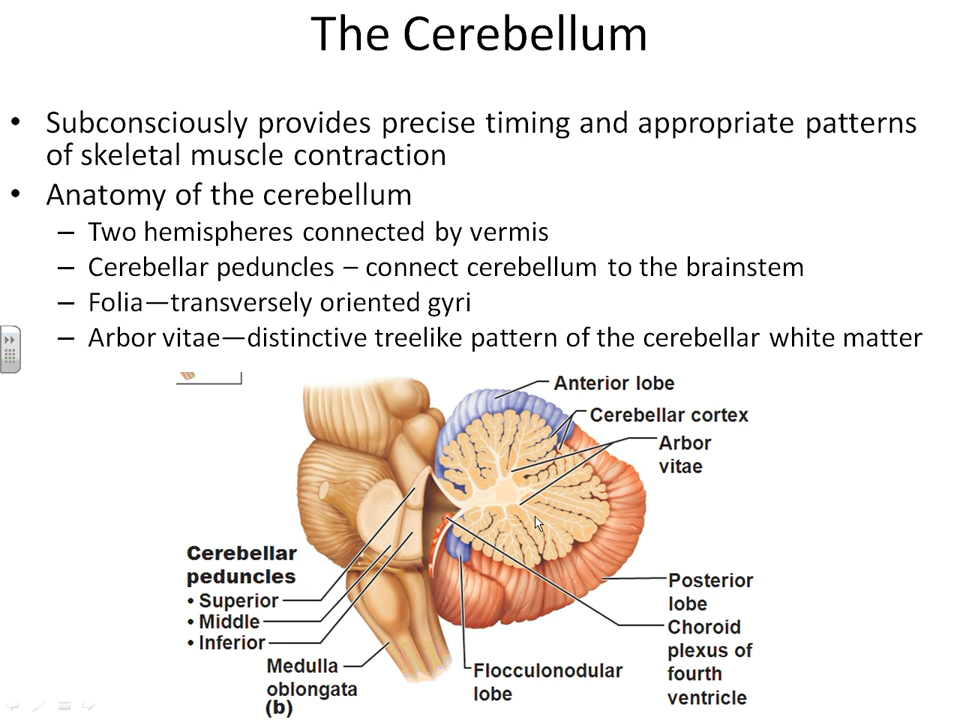 The Cerebellum
• Subconsciously provides precise timing and appropriate patterns
of skeletal muscle contraction
• Anatomy of the cerebellum
– Two hemispheres connected by vermis
– Cerebellar peduncles – connect cerebellum to the brainstem
– Folia—transversely oriented gyri
– Arbor vitae—distinctive treelike pattern of the cerebellar white matter
Anterior lobe
Cerebellar cortex
Arbor
vitae
Cerebellar
peduncles
• Superior
• Middle
• Inferior
Medulla
oblongata
(b)
Flocculonodular
lobe
Posterior
lobe
Choroid
plexus of
fourth
ventricle